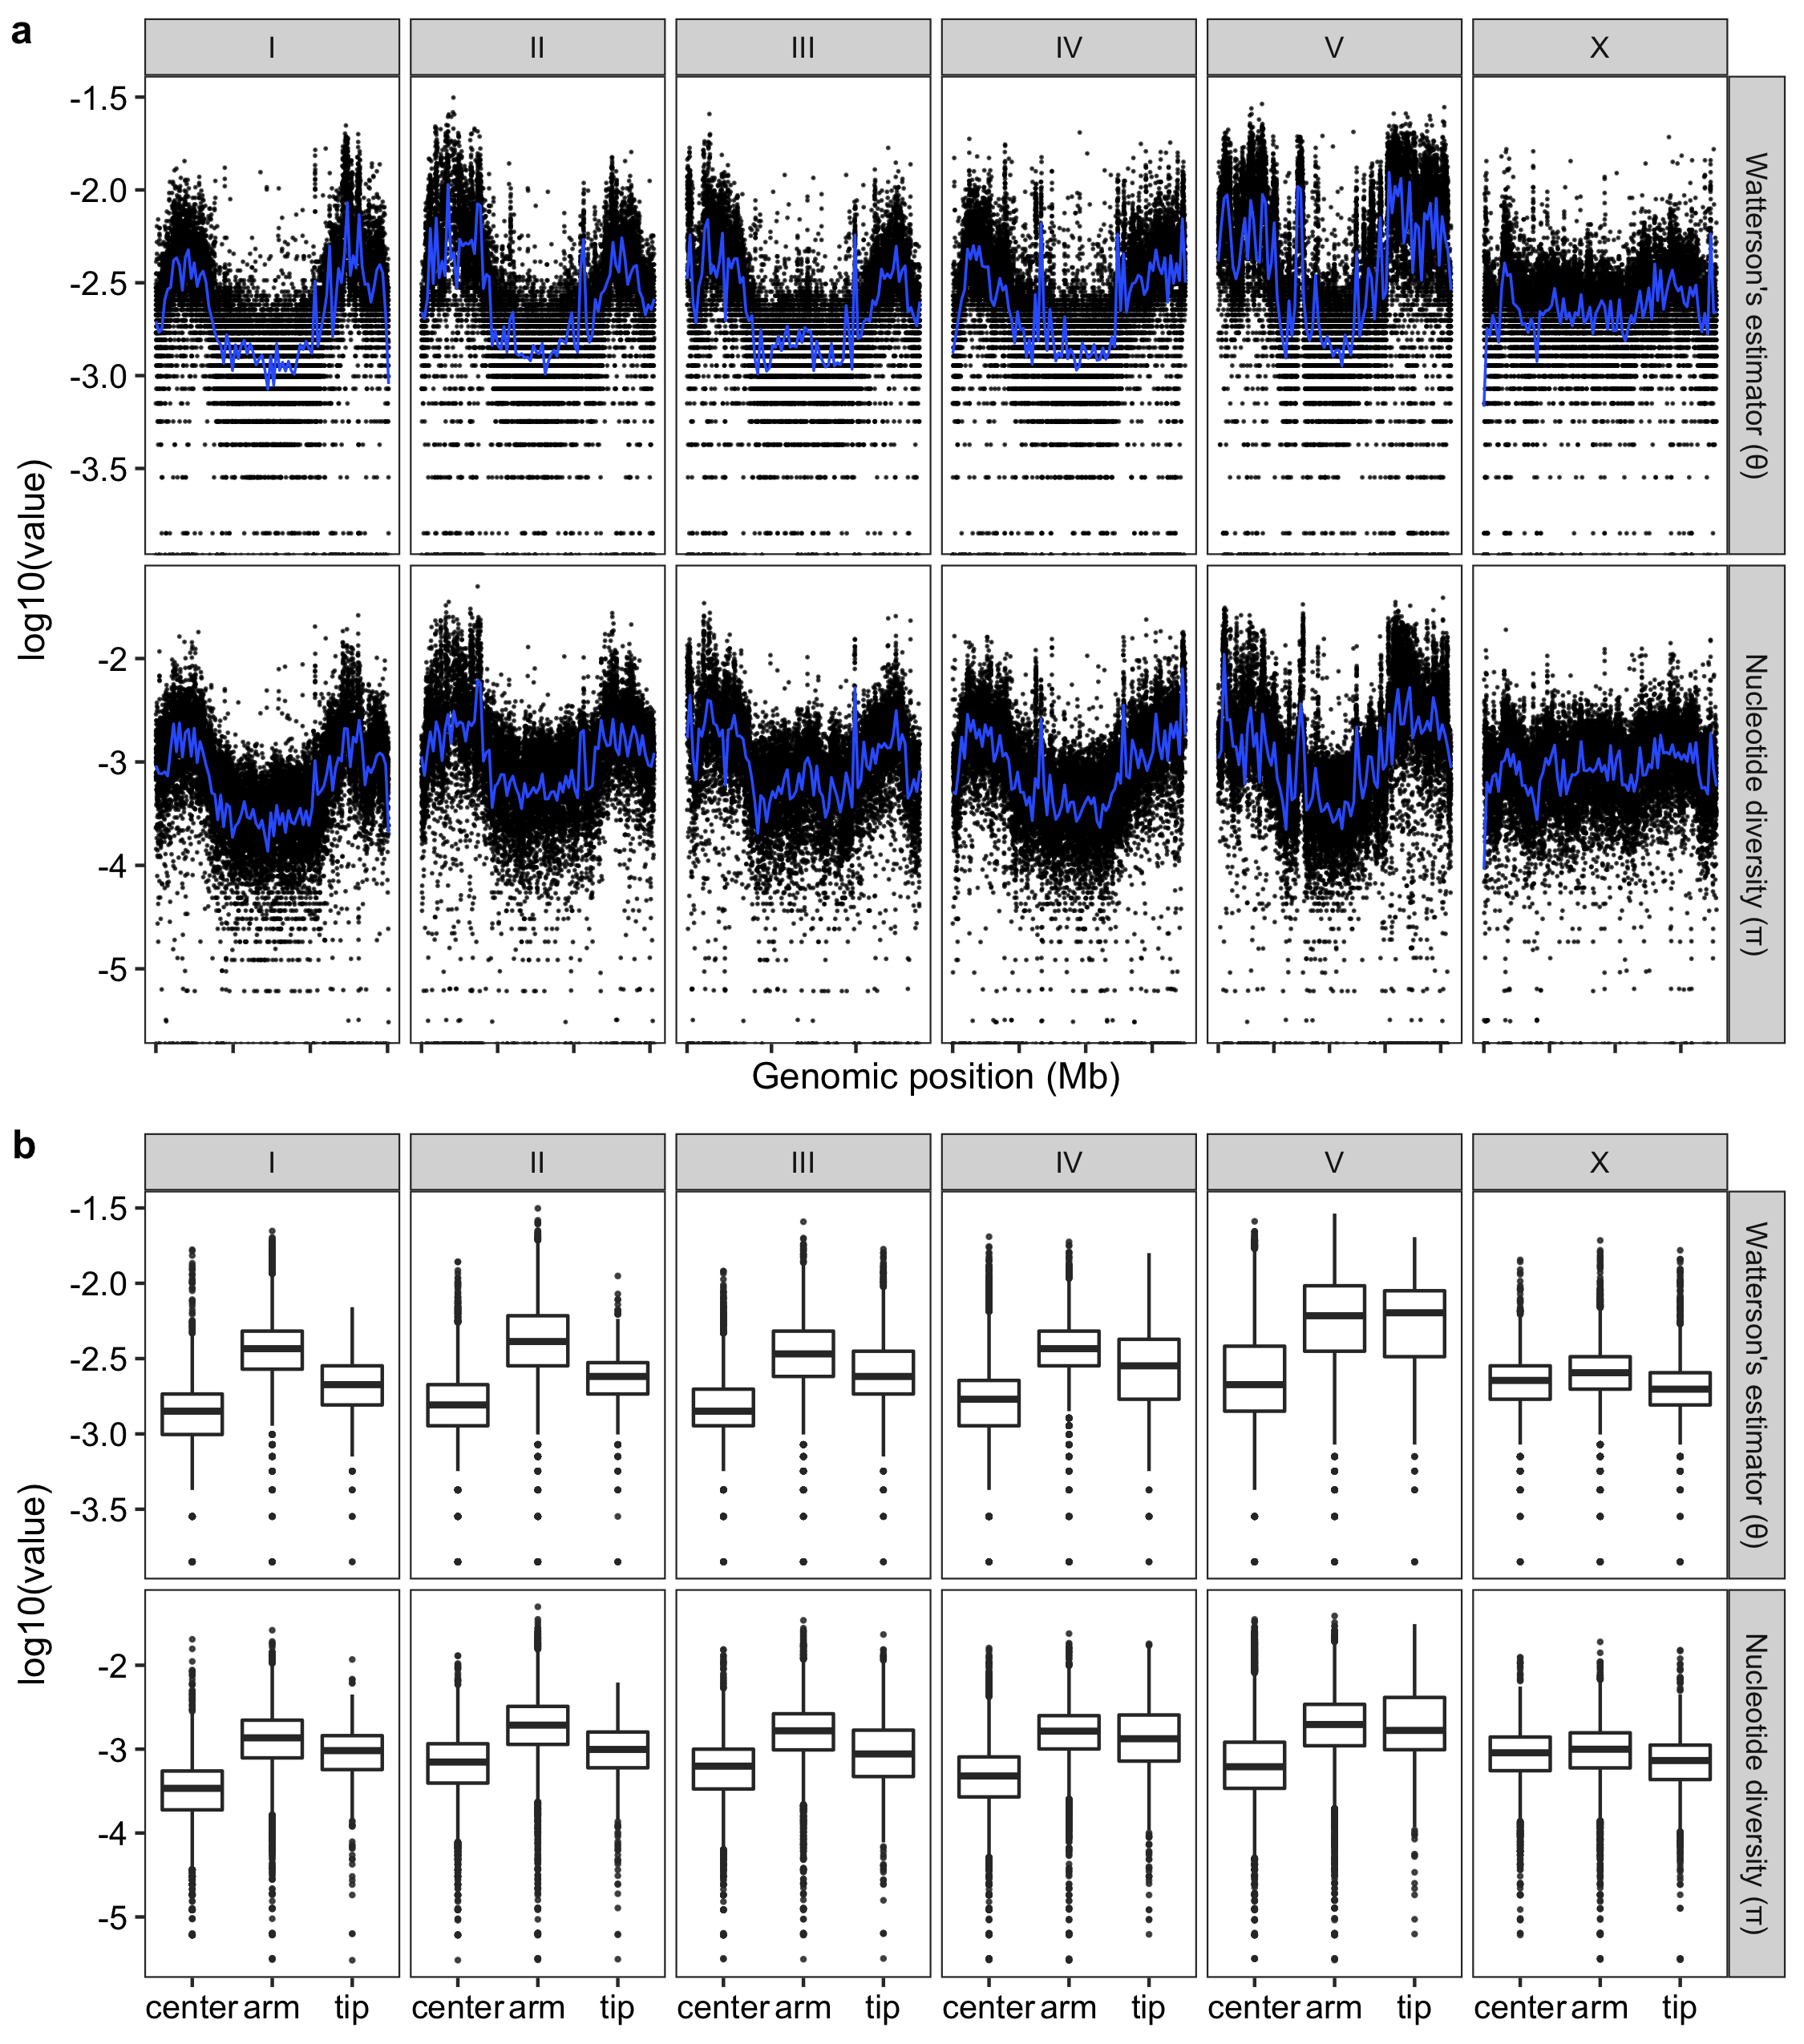 a
I II III IV V X
-1.5
-2.0
-2.5
-3.0
-3.5
Watterson's estimator (θ)
-2
-3
-4
-5
Nucleotide diversity (π)
log10(value)
Genomic position (Mb)
b
I II III IV V X
-1.5
-2.0
-2.5
-3.0
-3.5
Watterson's estimator (θ)
-2
-3
-4
-5
Nucleotide diversity (π)
log10(value)
center arm tip center arm tip center arm tip center arm tip center arm tip center arm tip